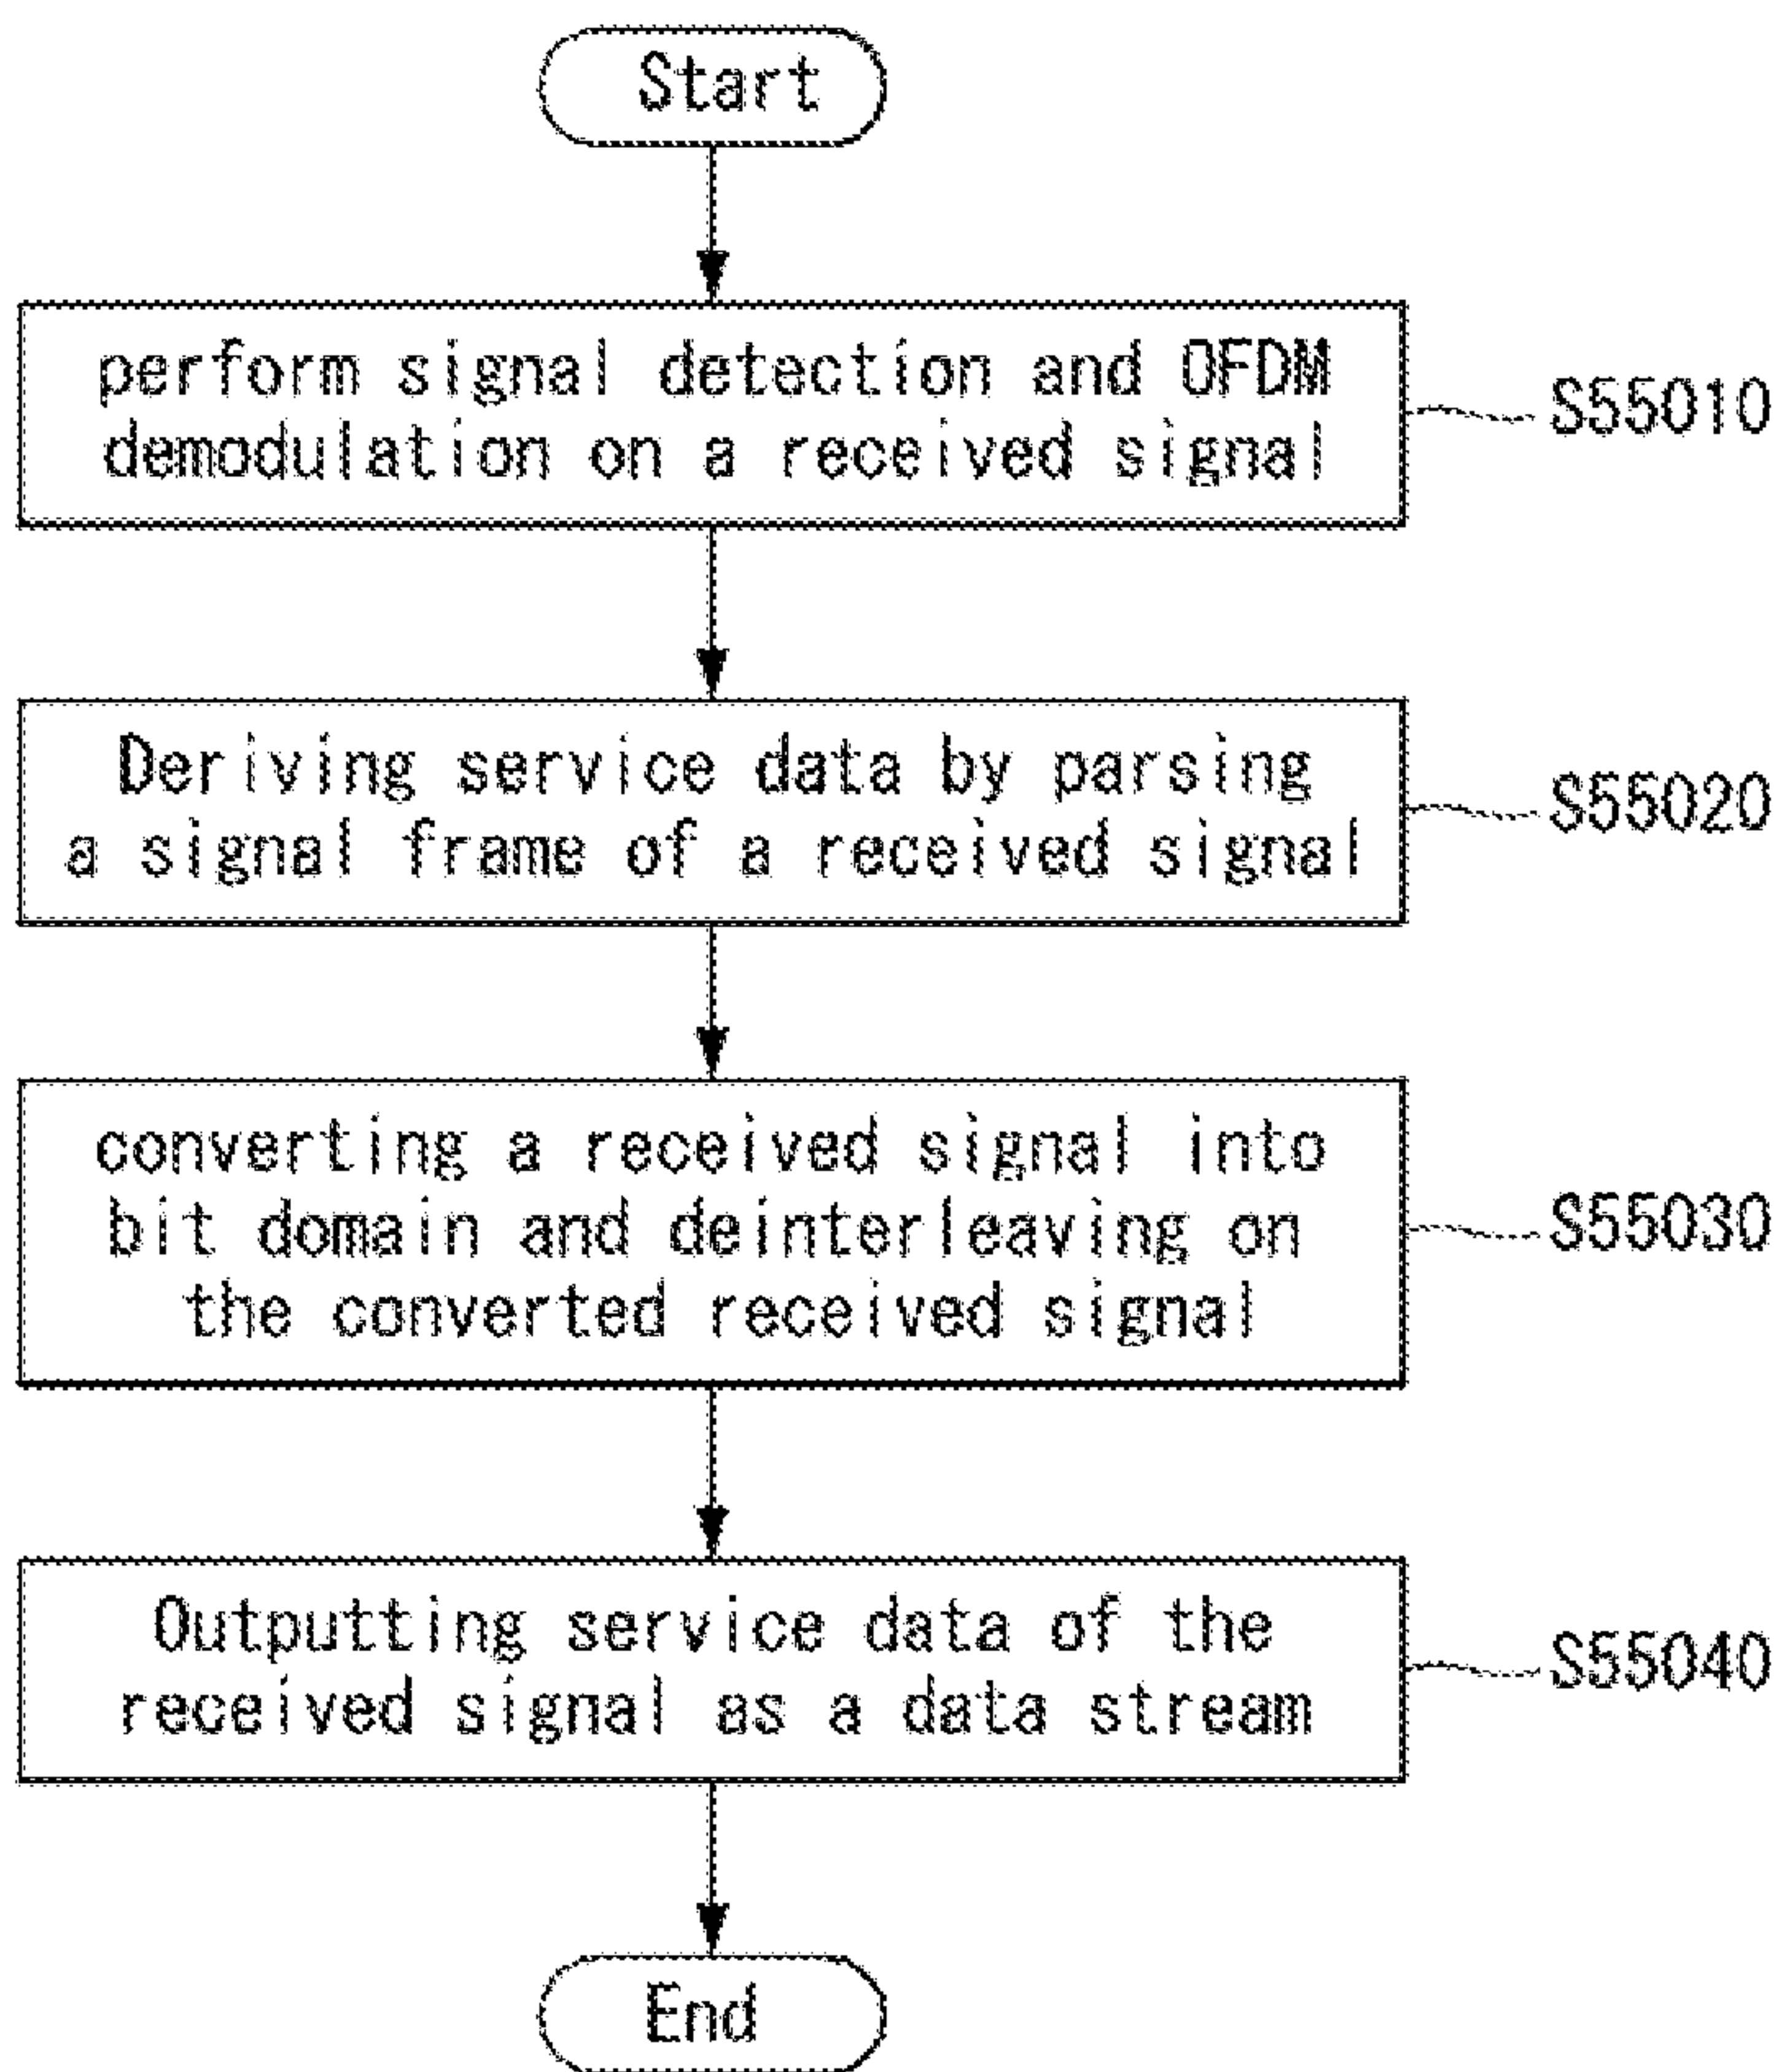 Start
perform signal detection and OFDM
demodulation on a received signal
S55010
Deriving service data by parsing
a signal frame of a received signal
S55020
converting a received signal into
bit domain and deinterleaving on
the converted received signal
S55030
Outputting service data of the
received signal as a data stream
S55040
End